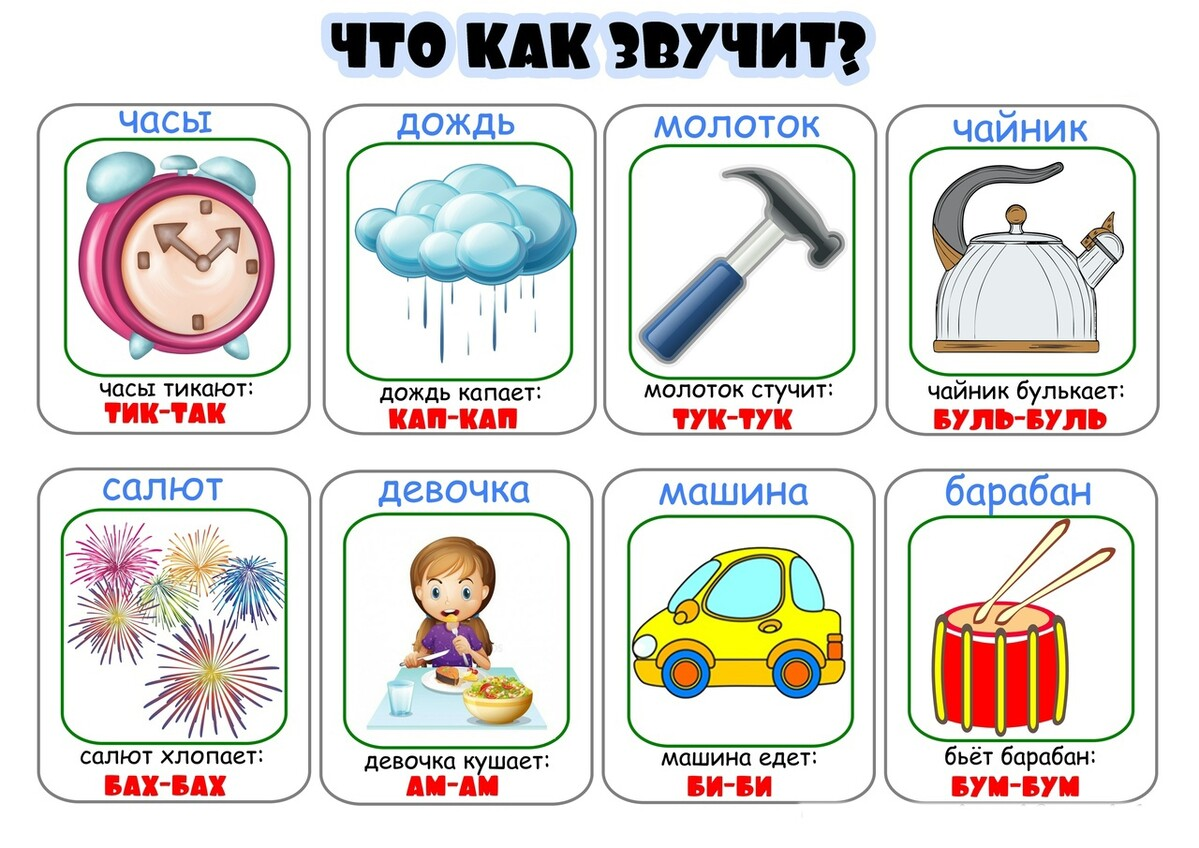 ЧТО КАК ЗВУЧИТ?
часы
дождь
молоток
чайник
часы тикают:
ТИК-ТАК
дождь капает:
КАП-КАП
молоток стучит:
ТУК-ТУК
чайник булькает:
БУЛЬ-БУЛЬ
салют
девочка
машина
барабан
салют хлопает:
БАХ-БАХ
девочка кушает:
АМ-АМ
машина едет:
БИ-БИ
бьёт барабан:
БУМ-БУМ